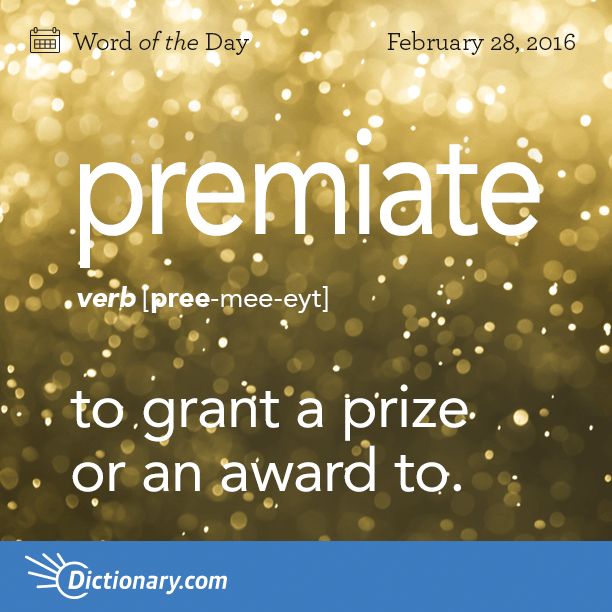 Word of the Day
February 28, 2016
premiate
verb [pree-mee-eyt]
to grant a prize
or an award to.
Dictionary.com